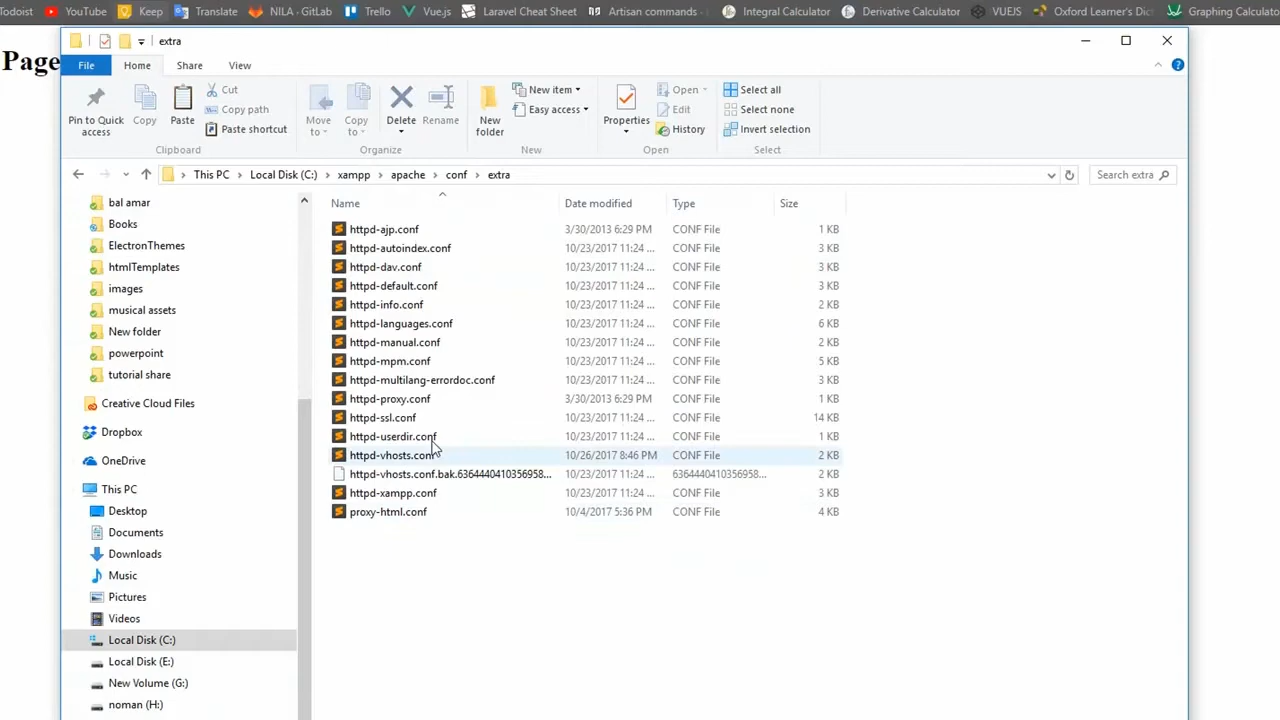 Todoist YouTube Keep Translate NILA - GitLab Trello Vue.js Laravel Cheat Sheet Artisan commands Integral Calculator Derivative Calculator VUEJS Oxford Learner's Dic Graphing Calculato
Page
extra
File Home Share View
Pin to Quick access
Copy
Paste
Cut
Copy path
Paste shortcut
Move to
Copy to
Delete
Rename
New folder
New item
Easy access
Properties
Open
Edit
History
Select all
Select none
Invert selection
Clipboard Organize New Open Select
This PC Local Disk (C:) xampp apache conf extra
Search extra
bal amar
Books
ElectronThemes
htmlTemplates
images
musical assets
New folder
powerpoint
tutorial share
Creative Cloud Files
Dropbox
OneDrive
This PC
Desktop
Documents
Downloads
Music
Pictures
Videos
Local Disk (C:)
Local Disk (E:)
New Volume (G:)
noman (H:)
Name Date modified Type Size
httpd-ajp.conf 3/30/2013 6:29 PM CONF File 1 KB
httpd-autoindex.conf 10/23/2017 11:24 ... CONF File 3 KB
httpd-dav.conf 10/23/2017 11:24 ... CONF File 3 KB
httpd-default.conf 10/23/2017 11:24 ... CONF File 3 KB
httpd-info.conf 10/23/2017 11:24 ... CONF File 2 KB
httpd-languages.conf 10/23/2017 11:24 ... CONF File 6 KB
httpd-manual.conf 10/23/2017 11:24 ... CONF File 2 KB
httpd-mpm.conf 10/23/2017 11:24 ... CONF File 5 KB
httpd-multilang-errordoc.conf 10/23/2017 11:24 ... CONF File 3 KB
httpd-proxy.conf 3/30/2013 6:29 PM CONF File 1 KB
httpd-ssl.conf 10/23/2017 11:24 ... CONF File 14 KB
httpd-userdir.conf 10/23/2017 11:24 ... CONF File 1 KB
httpd-vhosts.conf 10/26/2017 8:46 PM CONF File 2 KB
httpd-vhosts.conf.bak.6364440410356958... 10/23/2017 11:24 ... 6364440410356958... 2 KB
httpd-xampp.conf 10/23/2017 11:24 ... CONF File 3 KB
proxy-html.conf 10/4/2017 5:36 PM CONF File 4 KB